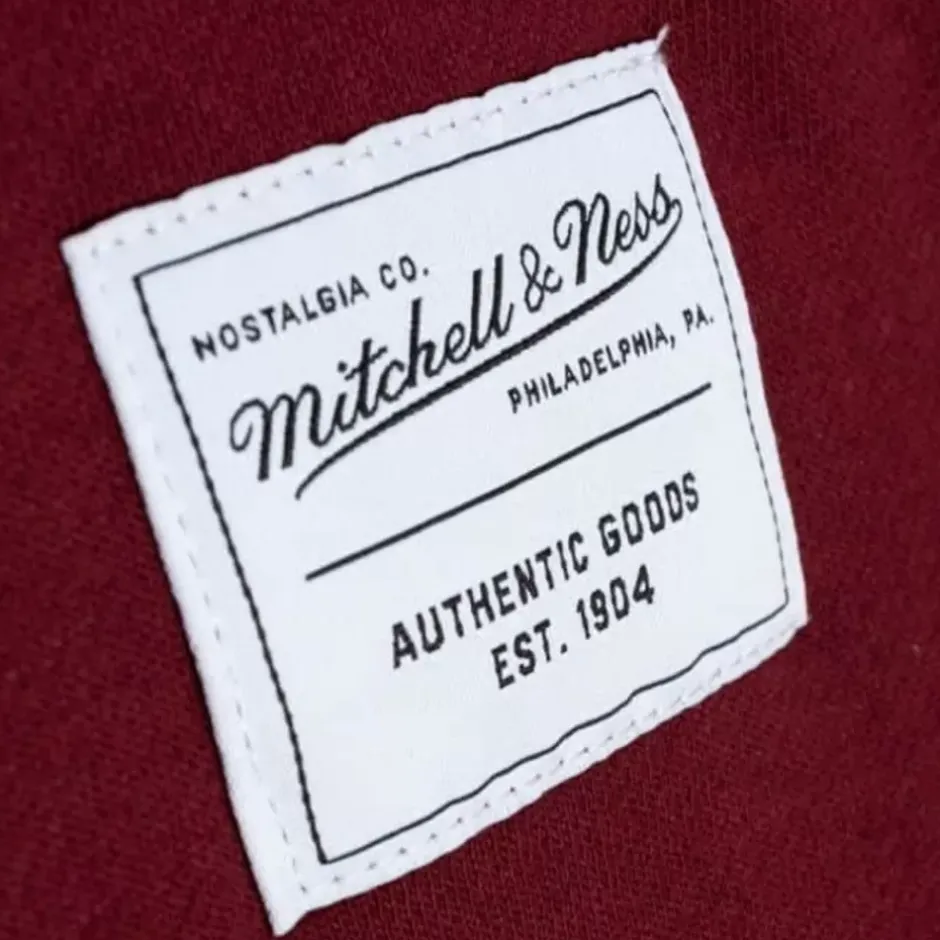 NOSTALGIA CO.
Mitchell & Ness
PHILADELPHIA, PA.
AUTHENTIC GOODS
EST. 1904